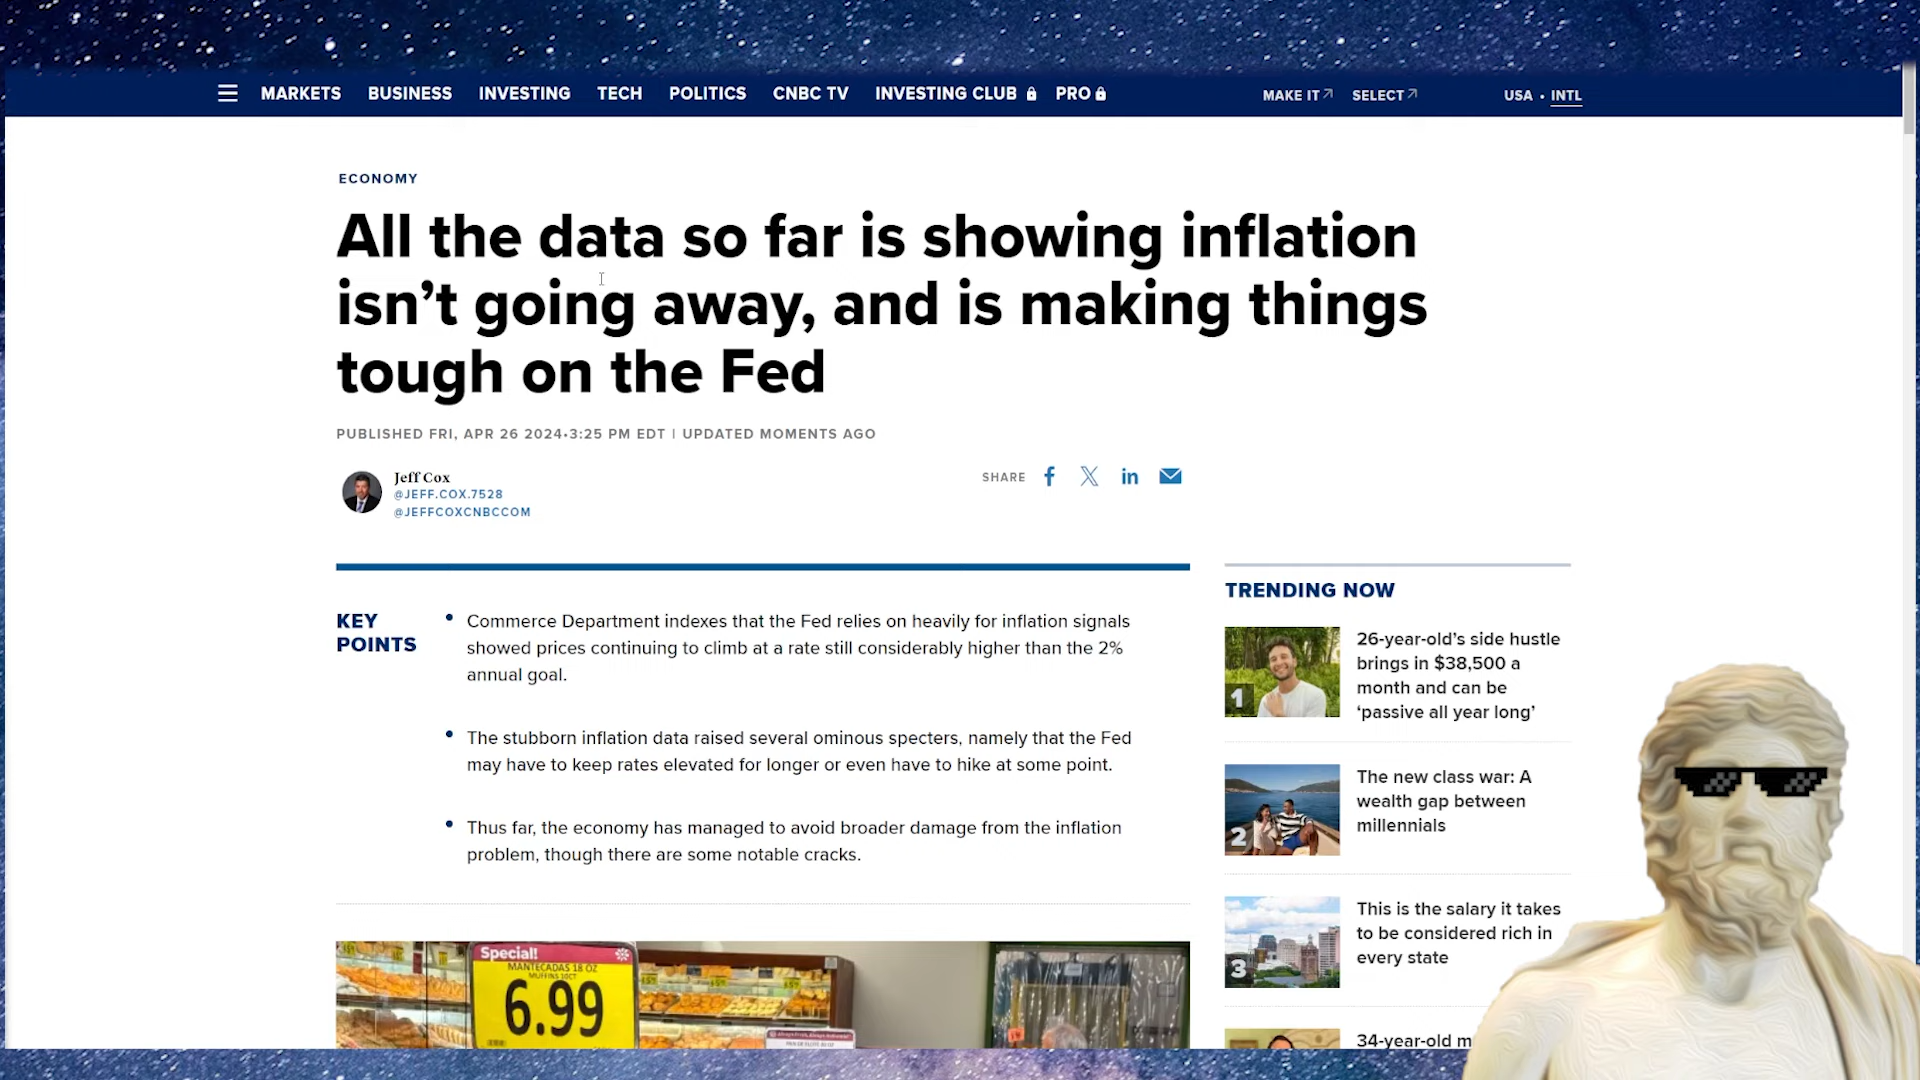 MARKETS BUSINESS INVESTING TECH POLITICS CNBC TV INVESTING CLUB PRO MAKE IT SELECT USA • INTL
ECONOMY
All the data so far is showing inflation
isn’t going away, and is making things
tough on the Fed
PUBLISHED FRI, APR 26 2024•3:25 PM EDT | UPDATED MOMENTS AGO
Jeff Cox
@JEFF.COX.7528
@JEFFCOXCNBCCOM
SHARE
KEY
POINTS
• Commerce Department indexes that the Fed relies on heavily for inflation signals
showed prices continuing to climb at a rate still considerably higher than the 2%
annual goal.
• The stubborn inflation data raised several ominous specters, namely that the Fed
may have to keep rates elevated for longer or even have to hike at some point.
• Thus far, the economy has managed to avoid broader damage from the inflation
problem, though there are some notable cracks.
Special!
MANTECADAS 18 OZ
MUFFINS 10CT
6.99
TRENDING NOW
1
26-year-old’s side hustle
brings in $38,500 a
month and can be
‘passive all year long’
2
The new class war: A
wealth gap between
millennials
3
This is the salary it takes
to be considered rich in
every state
34-year-old m